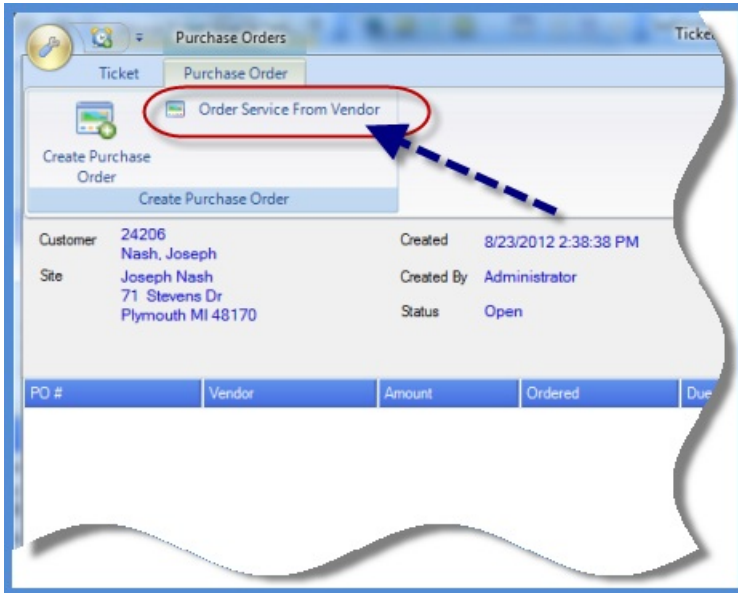 Purchase Orders
Ticket Purchase Order
Order Service From Vendor
Create Purchase
Order
Create Purchase Order
Customer 24206 Created 8/23/2012 2:38:38 PM
Nash, Joseph
Site Joseph Nash Created By Administrator
71 Stevens Dr
Plymouth MI 48170 Status Open
PO # Vendor Amount Ordered Due